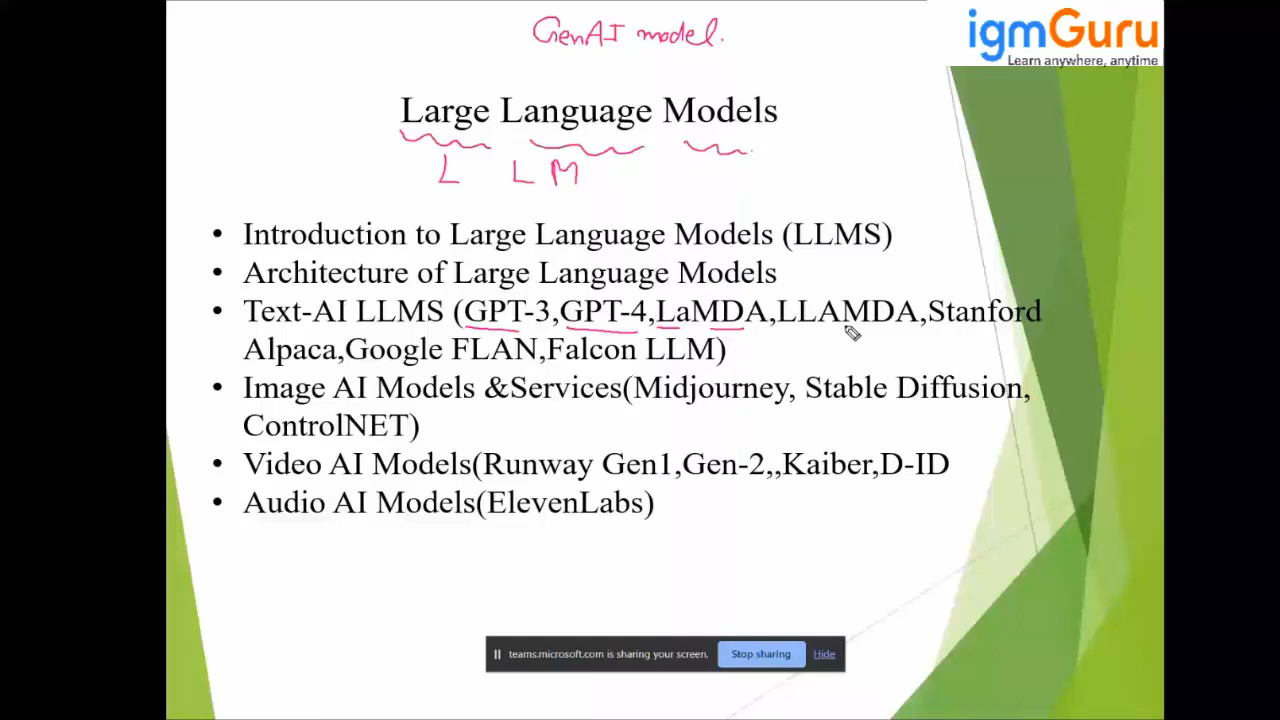 GenAI model.
igmGuru
Learn anywhere, anytime
Large Language Models
L L M
• Introduction to Large Language Models (LLMS)
• Architecture of Large Language Models
• Text-AI LLMS (GPT-3,GPT-4,LaMDA,LLAMDA,Stanford
Alpaca,Google FLAN,Falcon LLM)
• Image AI Models &Services(Midjourney, Stable Diffusion,
ControlNET)
• Video AI Models(Runway Gen1,Gen-2,,Kaiber,D-ID
• Audio AI Models(ElevenLabs)
teams.microsoft.com is sharing your screen. Stop sharing Hide